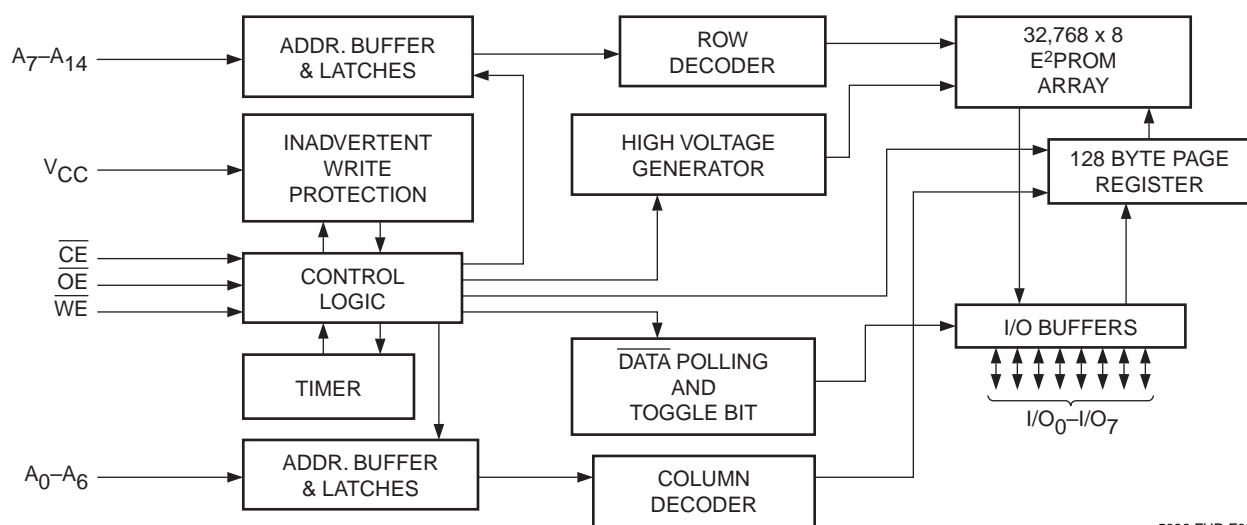 A7–A14
ADDR. BUFFER
& LATCHES
ROW
DECODER
32,768 x 8
E²PROM
ARRAY
VCC
INADVERTENT
WRITE
PROTECTION
HIGH VOLTAGE
GENERATOR
128 BYTE PAGE
REGISTER
CE
OE
WE
CONTROL
LOGIC
I/O BUFFERS
TIMER
DATA POLLING
AND
TOGGLE BIT
I/O0–I/O7
A0–A6
ADDR. BUFFER
& LATCHES
COLUMN
DECODER